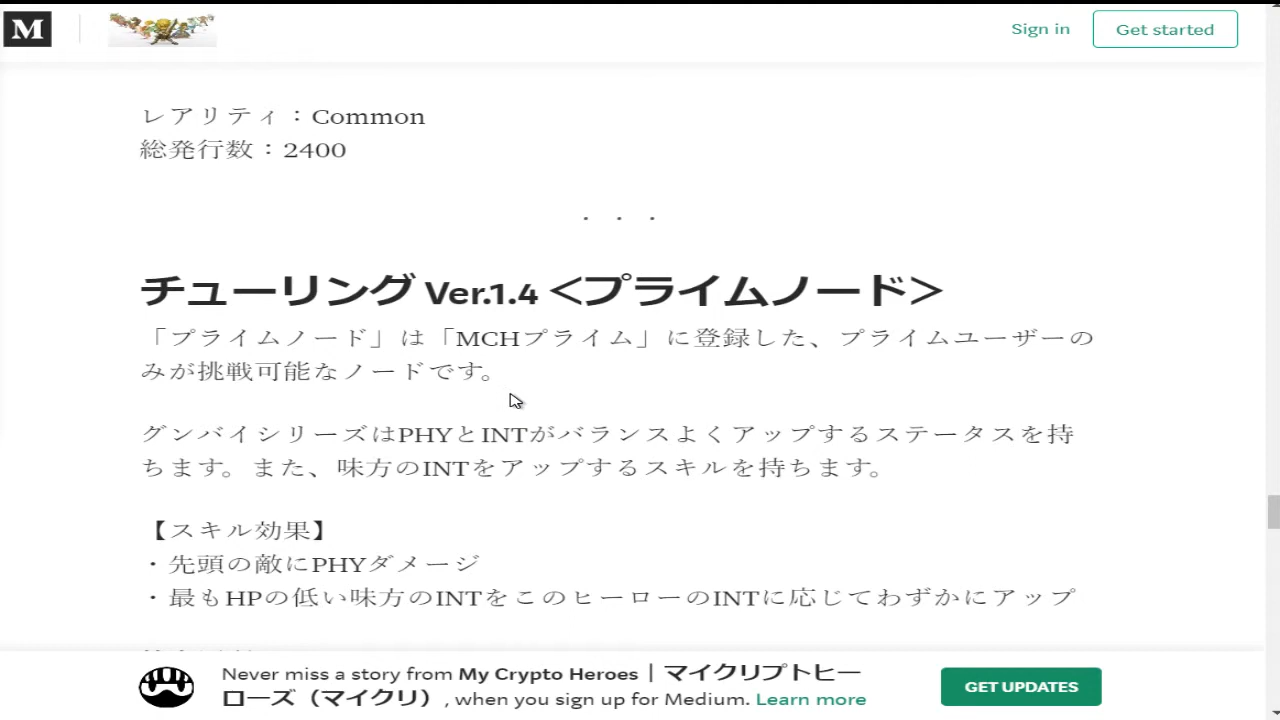 M
Sign in
Get started
レアリティ：Common
総発行数：2400
. . .
チューリング Ver.1.4 <プライムノード>
「プライムノード」は「MCHプライム」に登録した、プライムユーザーの
みが挑戦可能なノードです。
グンバイシリーズはPHYとINTがバランスよくアップするステータスを持
ちます。また、味方のINTをアップするスキルを持ちます。
【スキル効果】
・先頭の敵にPHYダメージ
・最もHPの低い味方のINTをこのヒーローのINTに応じてわずかにアップ
Never miss a story from My Crypto Heroes｜マイクリプトヒー
ローズ（マイクリ）, when you sign up for Medium. Learn more
GET UPDATES